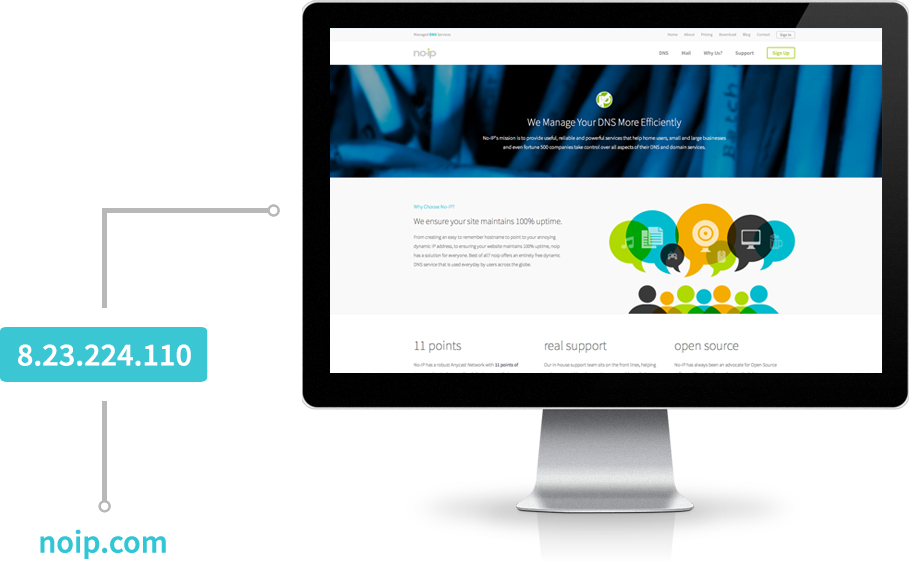 Managed DNS Services
Home About Pricing Download Blog Contact Sign In
no-ip
DNS Mail Why Us? Support Sign Up
We Manage Your DNS More Efficiently
No-IP's mission is to provide useful, reliable and powerful services that help home users, small and large businesses
and even fortune 500 companies take control over all aspects of their DNS and domain services.
Why Choose No-IP?
We ensure your site maintains 100% uptime.
From creating an easy to remember hostname to point to your annoying
dynamic IP address, to ensuring your website maintains 100% uptime, noip
has a solution for everyone. Best of all? noip offers an entirely free dynamic
DNS service that is used everyday by users across the globe.
11 points
No-IP has a robust Anycast Network with 11 points of
real support
Our in-house support team sits on the front lines, helping
open source
No-IP has always been an advocate for Open Source
8.23.224.110
noip.com